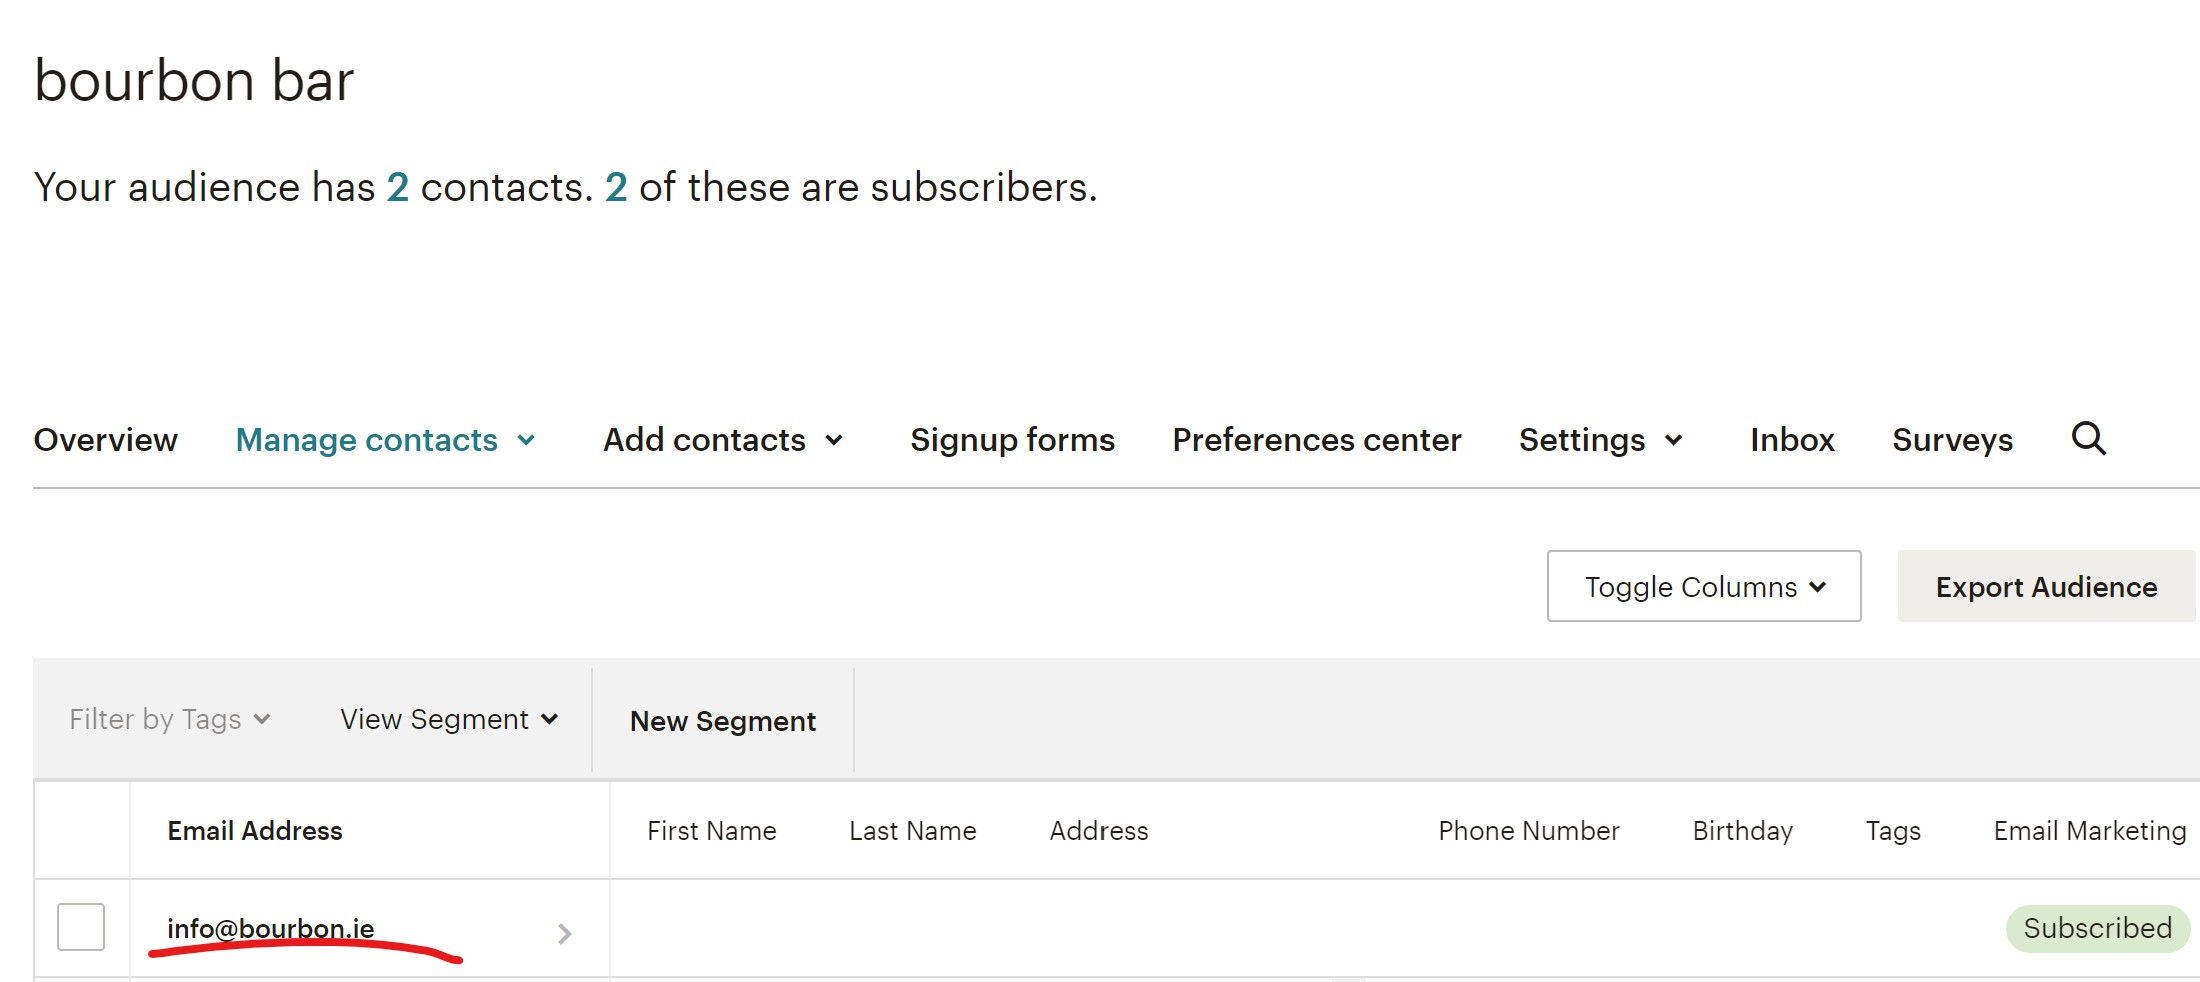 bourbon bar
Your audience has 2 contacts. 2 of these are subscribers.
Overview Manage contacts Add contacts Signup forms Preferences center Settings Inbox Surveys
Toggle Columns Export Audience
Filter by Tags View Segment New Segment
Email Address First Name Last Name Address Phone Number Birthday Tags Email Marketing
info@bourbon.ie Subscribed